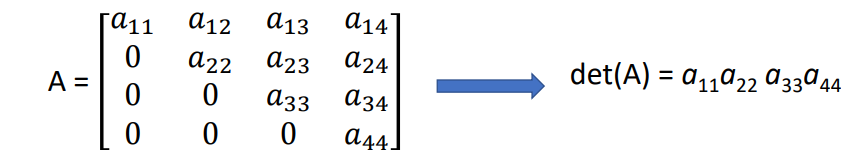 A = [a₁₁ a₁₂ a₁₃ a₁₄
0 a₂₂ a₂₃ a₂₄
0 0 a₃₃ a₃₄
0 0 0 a₄₄]
det(A) = a₁₁a₂₂ a₃₃a₄₄